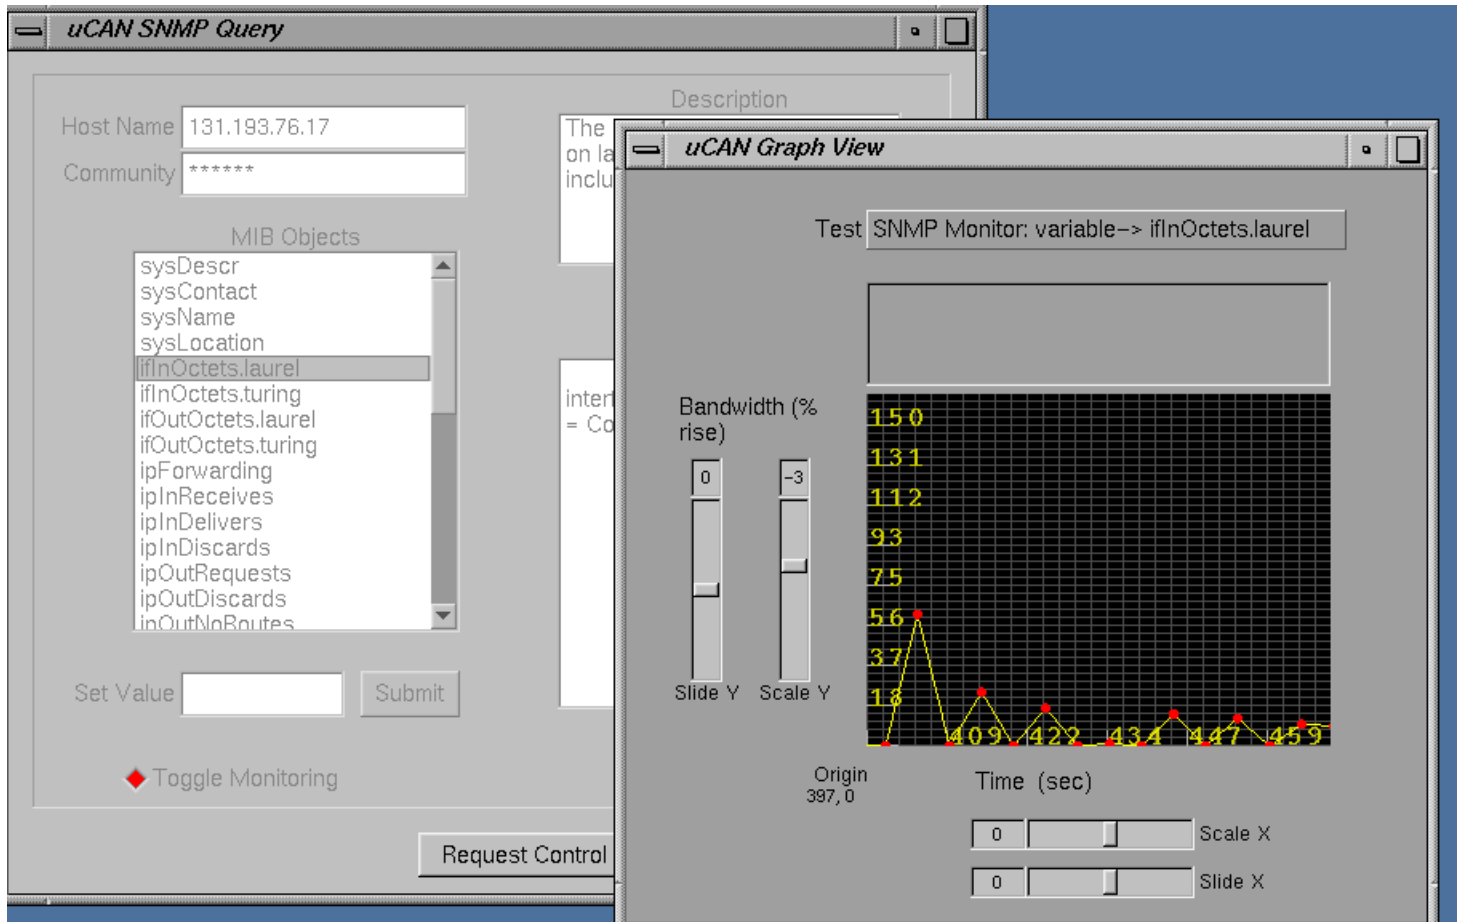 uCAN SNMP Query
Host Name 131.193.76.17
Community ******
MIB Objects
sysDescr
sysContact
sysName
sysLocation
ifInOctets.laurel
ifInOctets.turing
ifOutOctets.laurel
ifOutOctets.turing
ipForwarding
ipInReceives
ipInDelivers
ipInDiscards
ipOutRequests
ipOutDiscards
ipOutNoRoutes
Set Value
Submit
Toggle Monitoring
Description
The
on la
inclu
interf
= Co
Request Control
uCAN Graph View
Test SNMP Monitor: variable-> ifInOctets.laurel
Bandwidth (%
rise)
0
-3
Slide Y
Scale Y
150
131
112
93
75
56
37
18
409 422 434 447 459
Origin
397, 0
Time (sec)
0 Scale X
0 Slide X